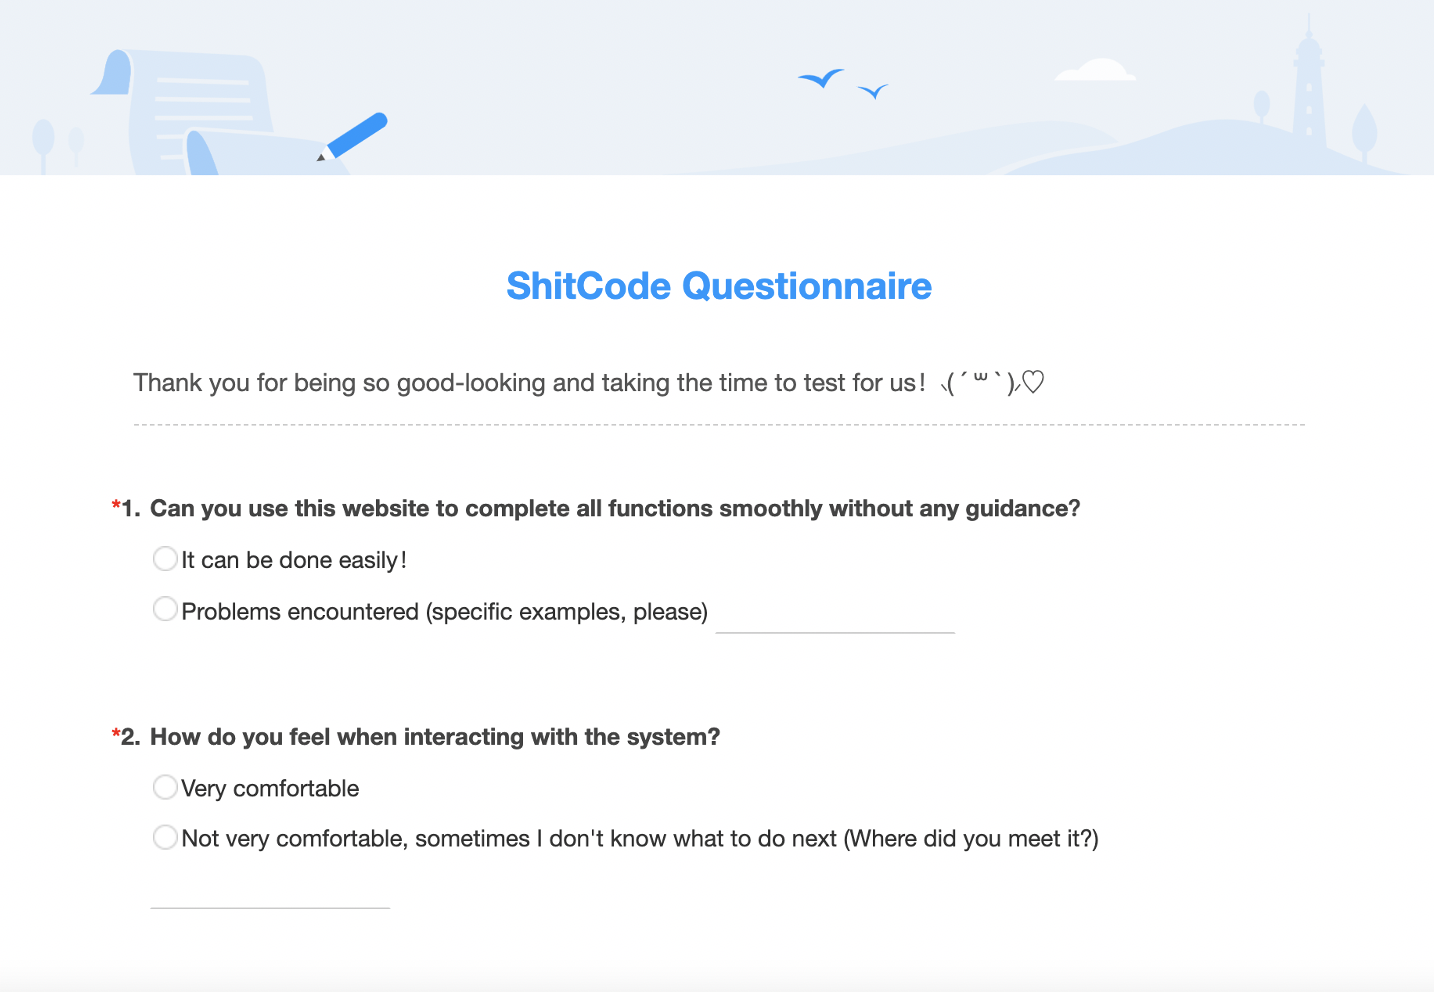 ShitCode Questionnaire
Thank you for being so good-looking and taking the time to test for us! ⸜(´ ꒳ ` )⸝♡
*1. Can you use this website to complete all functions smoothly without any guidance?
It can be done easily!
Problems encountered (specific examples, please)
*2. How do you feel when interacting with the system?
Very comfortable
Not very comfortable, sometimes I don't know what to do next (Where did you meet it?)